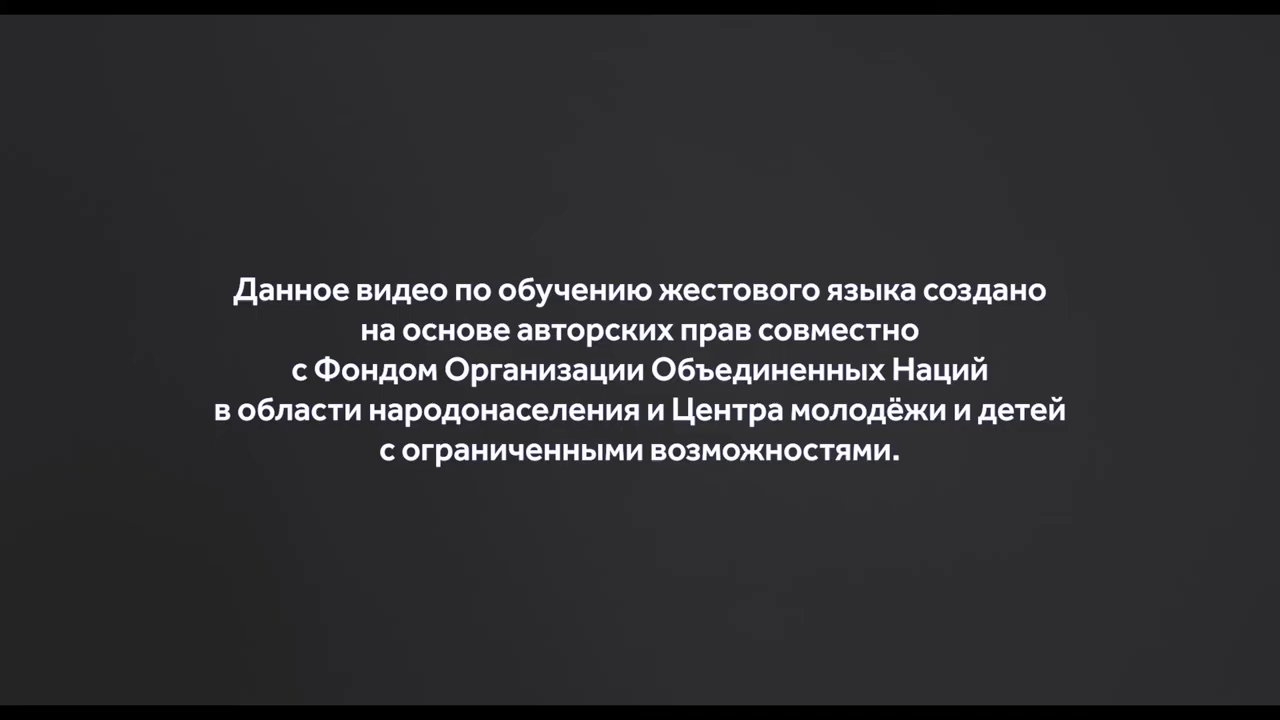 Данное видео по обучению жестового языка создано
на основе авторских прав совместно
с Фондом Организации Объединенных Наций
в области народонаселения и Центра молодёжи и детей
с ограниченными возможностями.